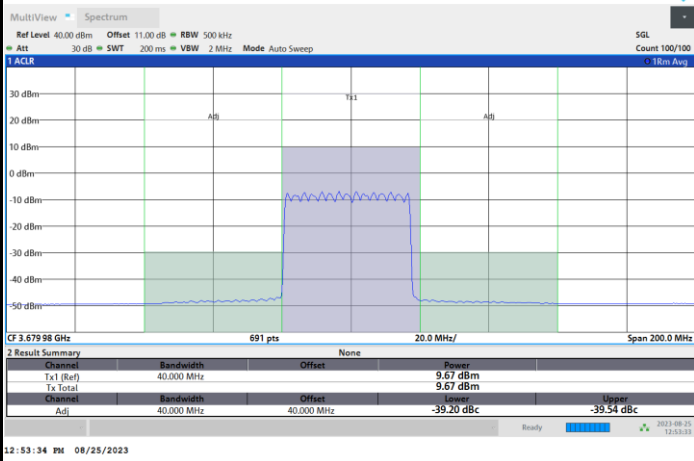 MultiView Spectrum
Ref Level 40.00 dBm Offset 11.00 dB RBW 500 kHz SGL
Att 30 dB SWT 200 ms VBW 2 MHz Mode Auto Sweep Count 100/100
1 ACLR 1Rm Avg
30 dBm
Tx1
20 dBm
Adj Adj
10 dBm
0 dBm
-10 dBm
-20 dBm
-30 dBm
-40 dBm
-50 dBm
CF 3.679 98 GHz 691 pts 20.0 MHz/ Span 200.0 MHz
2 Result Summary None
Channel Bandwidth Offset Power
Tx1 (Ref) 40.000 MHz 9.67 dBm
Tx Total 9.67 dBm
Channel Bandwidth Offset Lower Upper
Adj 40.000 MHz 40.000 MHz -39.20 dBc -39.54 dBc
Ready 2023-08-25
12:53:33
12:53:34 PM 08/25/2023